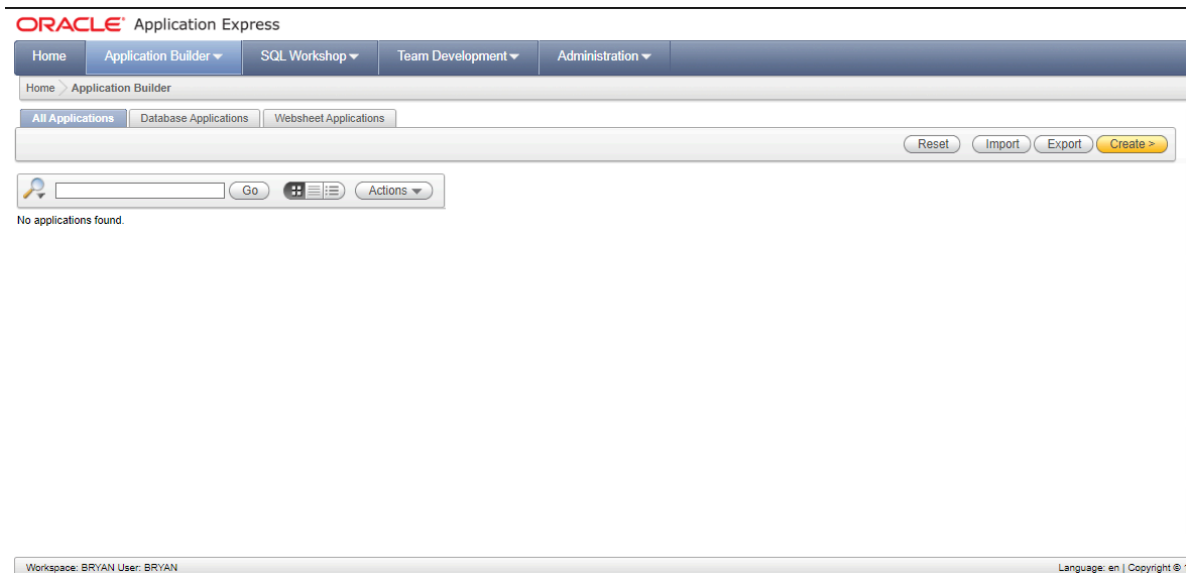 ORACLE Application Express
Home Application Builder SQL Workshop Team Development Administration
Home Application Builder
All Applications Database Applications Websheet Applications
Reset Import Export Create >
Go Actions
No applications found.
Workspace: BRYAN User: BRYAN Language: en | Copyright ©